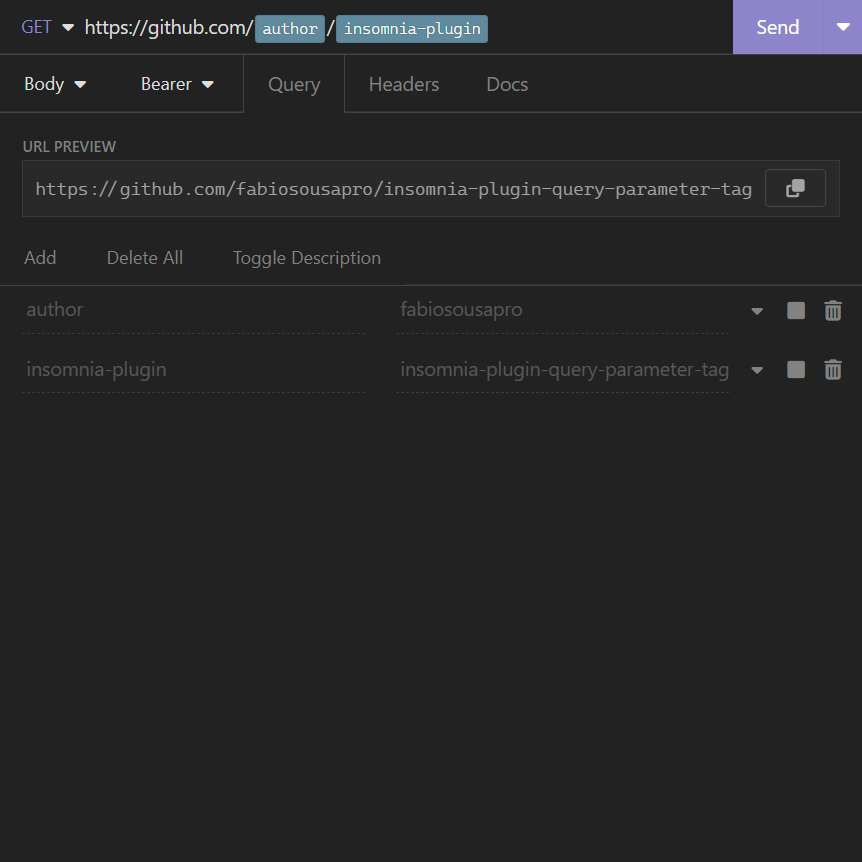 GET https://github.com/ author / insomnia-plugin Send
Body Bearer Query Headers Docs
URL PREVIEW
https://github.com/fabiosousapro/insomnia-plugin-query-parameter-tag
Add Delete All Toggle Description
author fabiosousapro
insomnia-plugin insomnia-plugin-query-parameter-tag